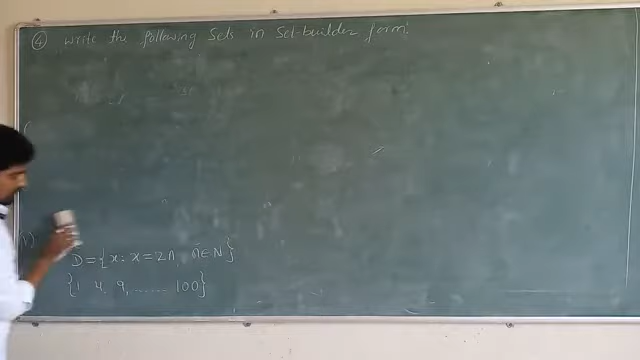 ④ Write the following Sets in Set-builder form.
D = {x: x = 2n, n ∈ N}
{1, 4, 9, ...... 100}